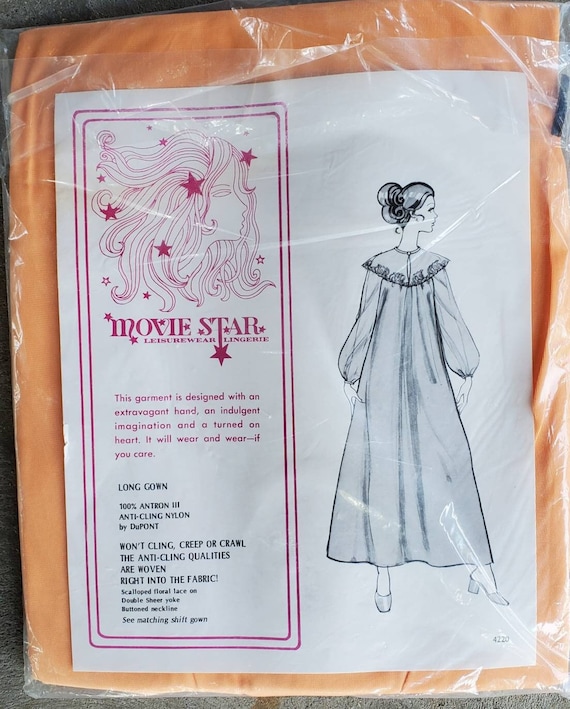 MOVIE STAR
LEISUREWEAR LINGERIE
This garment is designed with an
extravagant hand, an indulgent
imagination and a turned on
heart. It will wear and wear—if
you care.
LONG GOWN
100% ANTRON III
ANTI-CLING NYLON
by DuPONT
WON'T CLING, CREEP OR CRAWL
THE ANTI-CLING QUALITIES
ARE WOVEN
RIGHT INTO THE FABRIC!
Scalloped floral lace on
Double Sheer yoke
Buttoned neckline
See matching shift gown
4220